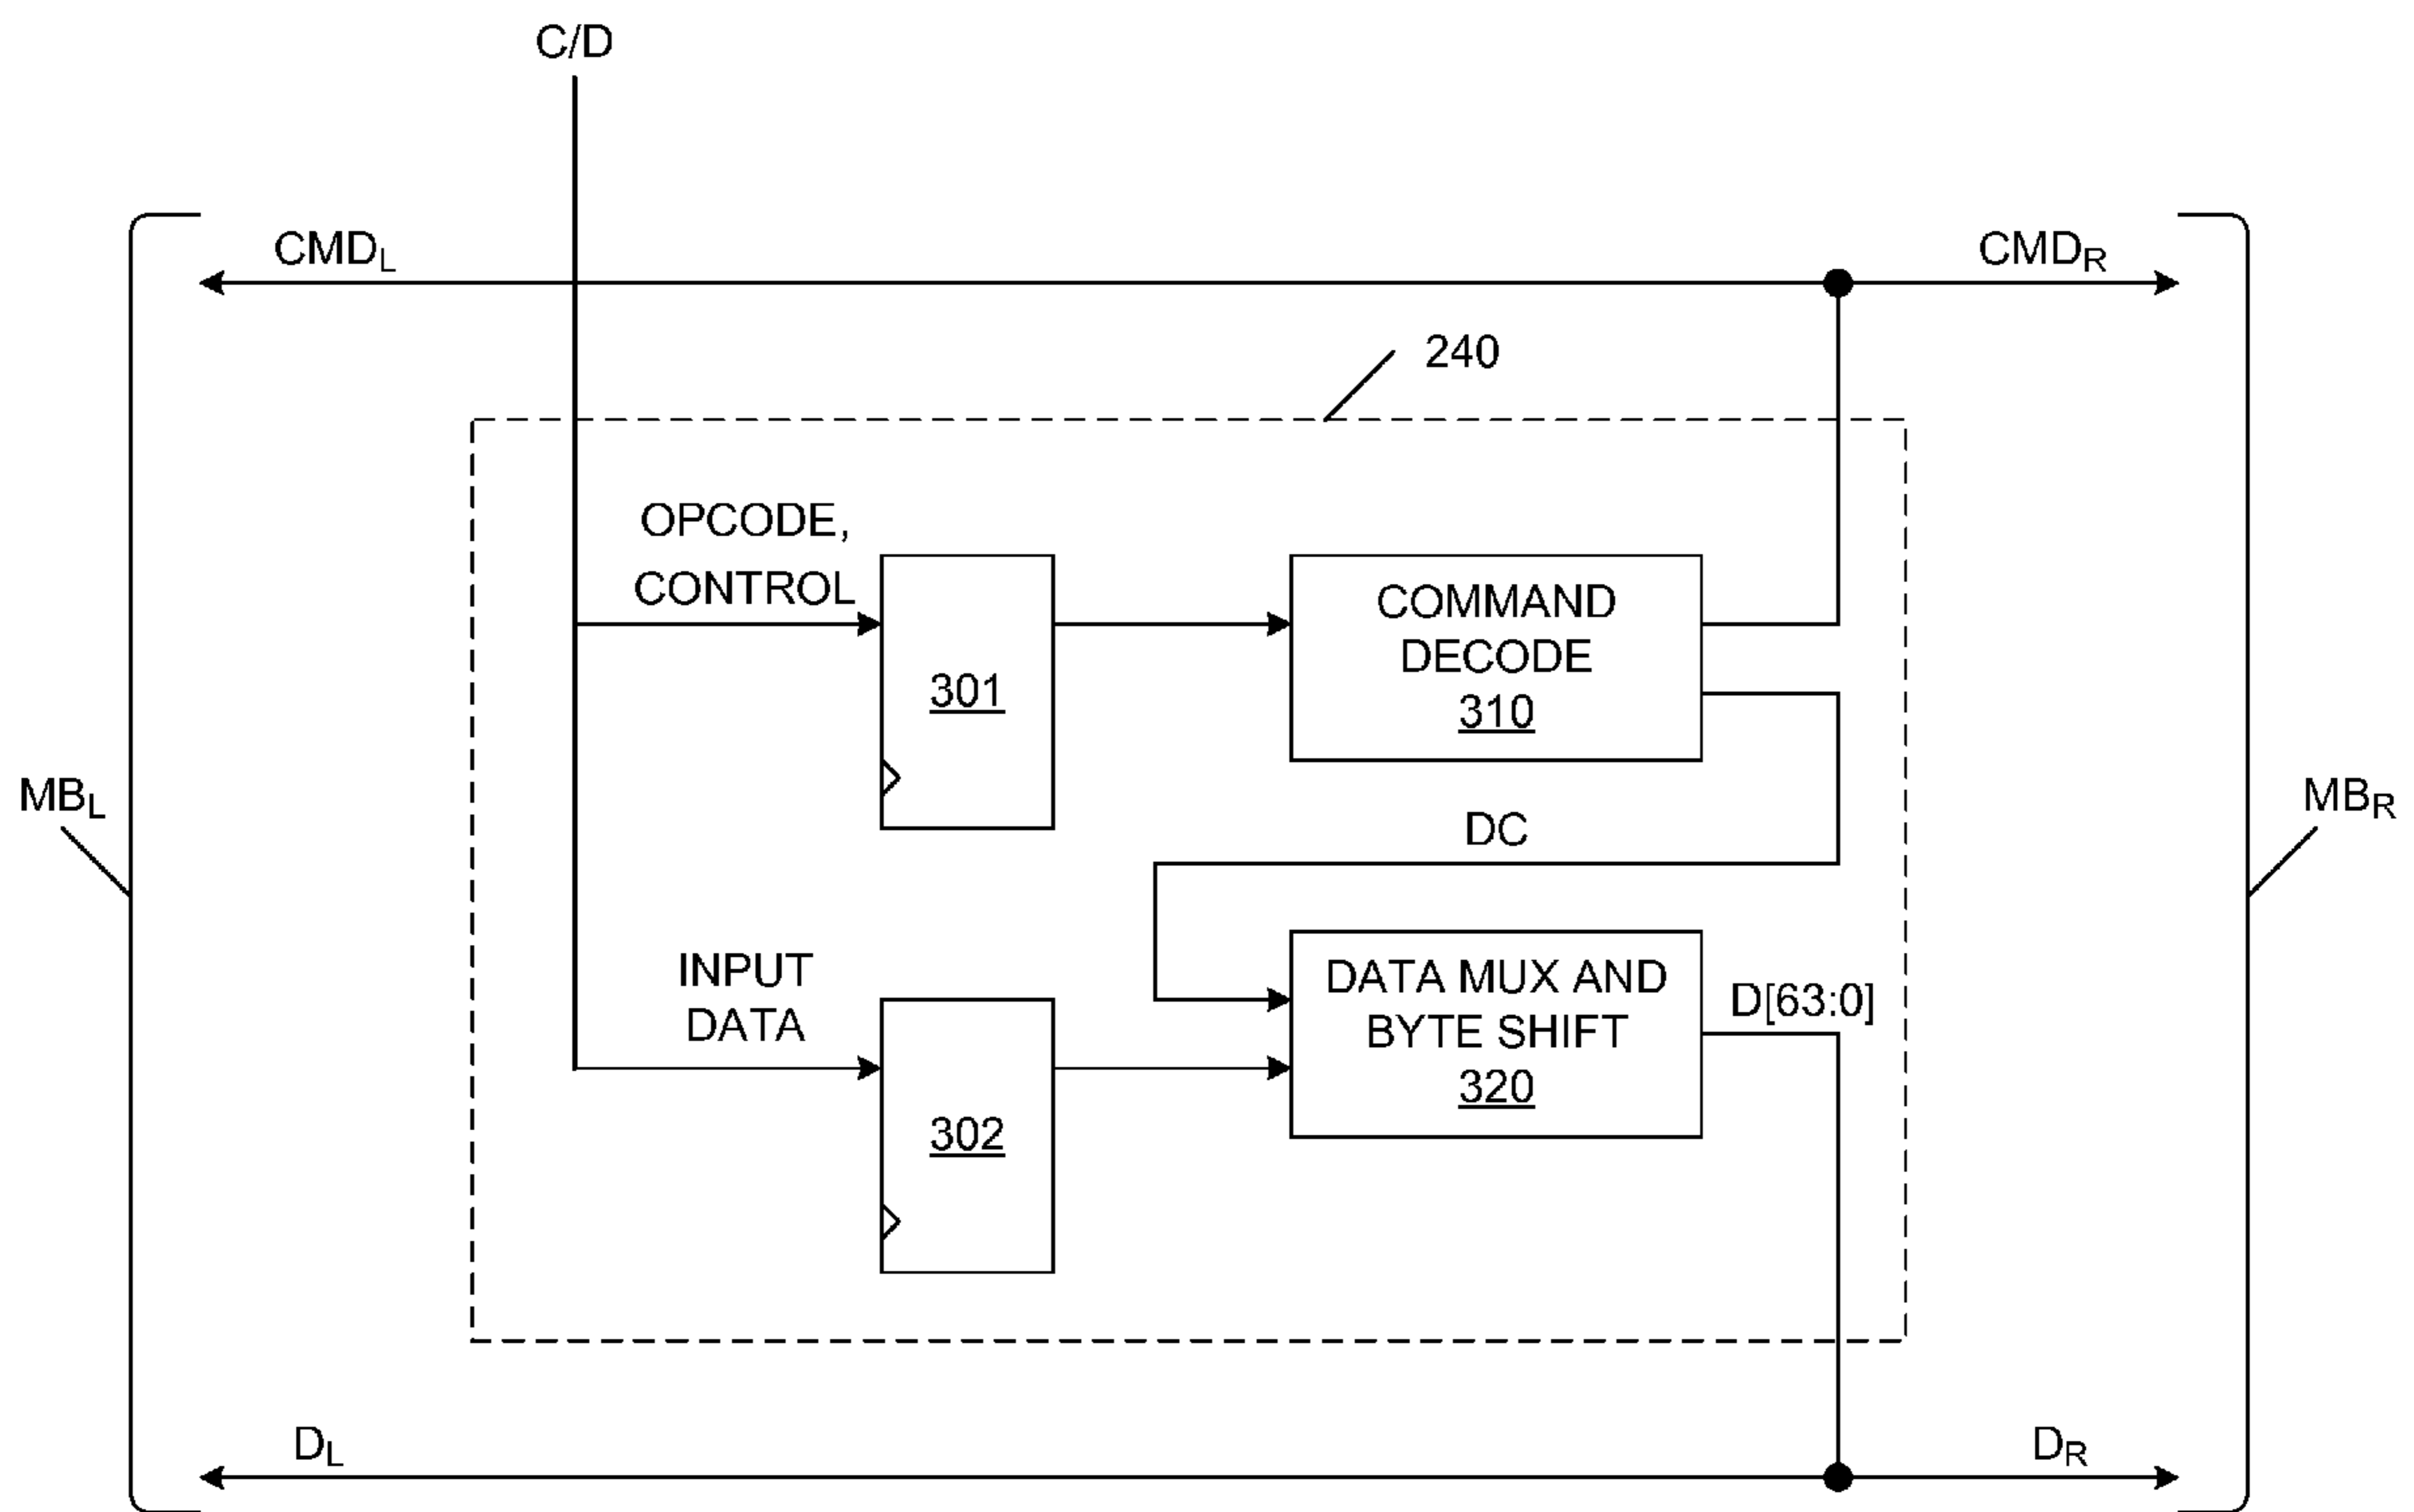 C/D
CMDL
CMDR
240
OPCODE,
CONTROL
COMMAND
DECODE
310
301
MBL
MBR
DC
INPUT
DATA
DATA MUX AND
BYTE SHIFT
320
D[63:0]
302
DL
DR